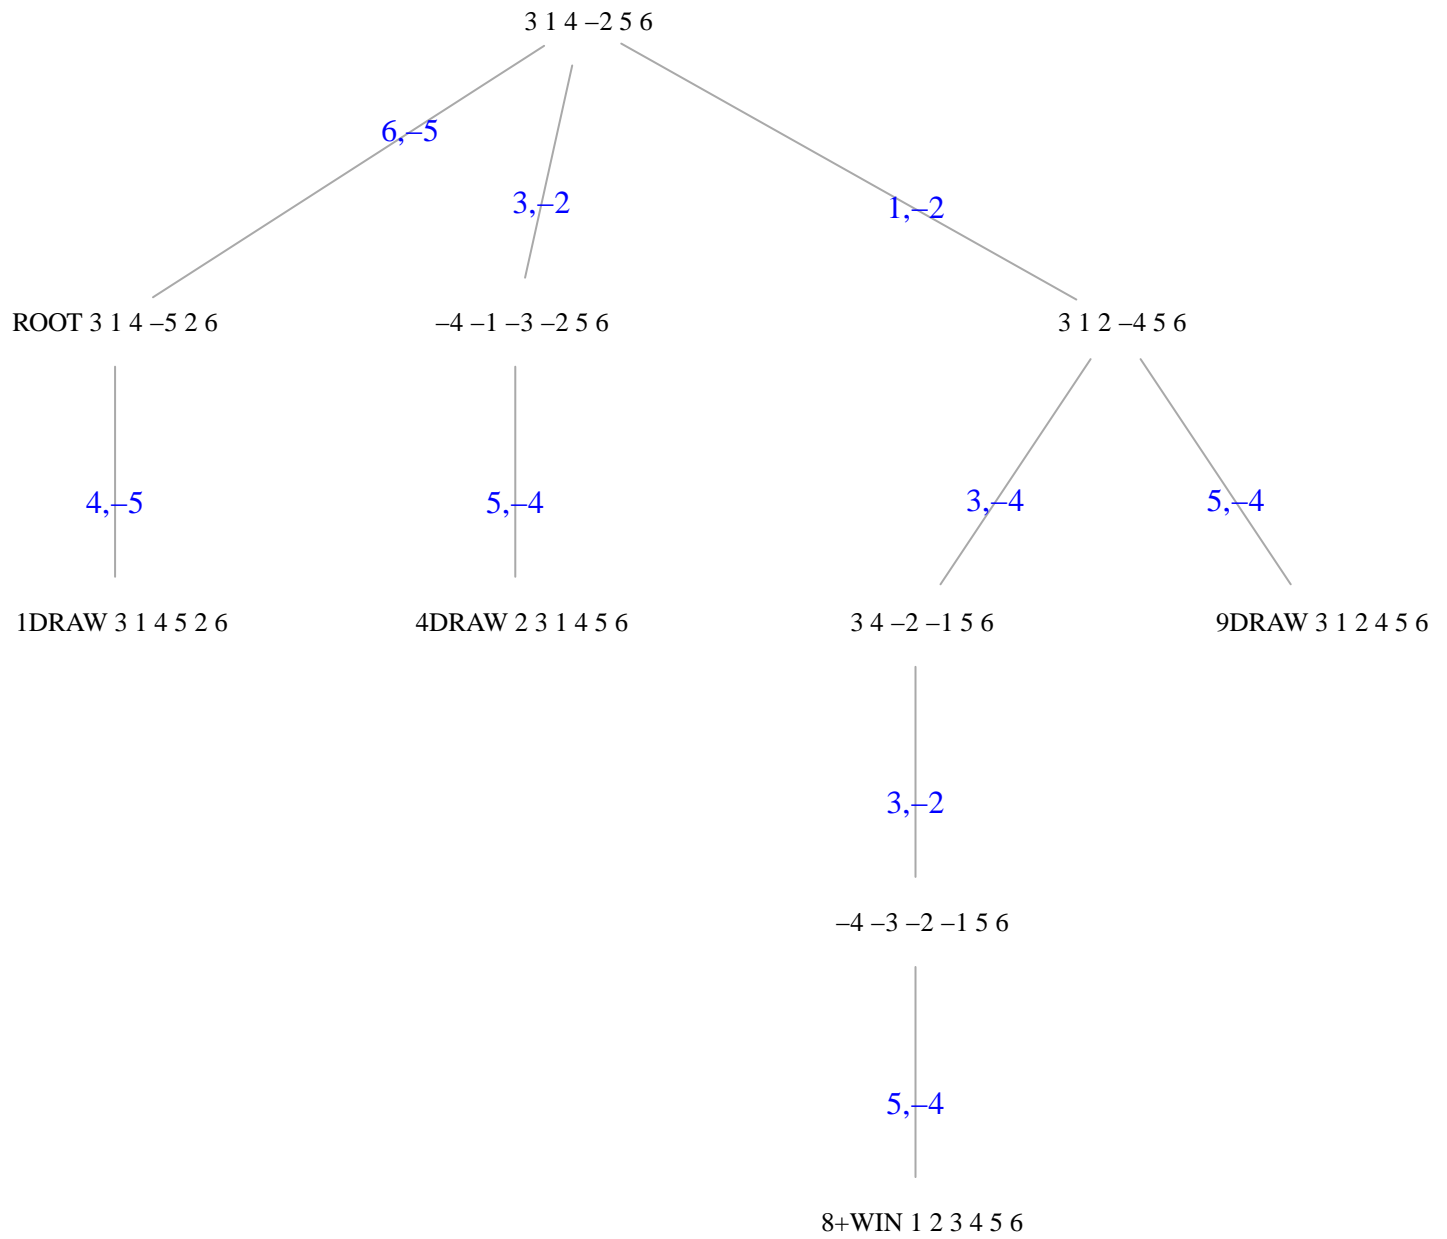 3 1 4 –2 5 6
6,–5
3,–2
1,–2
ROOT 3 1 4 –5 2 6
–4 –1 –3 –2 5 6
3 1 2 –4 5 6
4,–5
5,–4
3,–4
5,–4
1DRAW 3 1 4 5 2 6
4DRAW 2 3 1 4 5 6
3 4 –2 –1 5 6
9DRAW 3 1 2 4 5 6
3,–2
–4 –3 –2 –1 5 6
5,–4
8+WIN 1 2 3 4 5 6